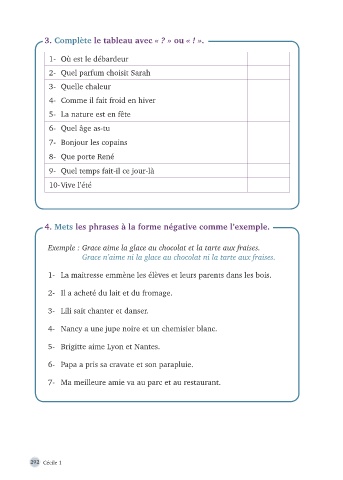 3. Complète le tableau avec « ? » ou « ! ».
1- Où est le débardeur
2- Quel parfum choisit Sarah
3- Quelle chaleur
4- Comme il fait froid en hiver
5- La nature est en fête
6- Quel âge as-tu
7- Bonjour les copains
8- Que porte René
9- Quel temps fait-il ce jour-là
10-Vive l'été
4. Mets les phrases à la forme négative comme l'exemple.
Exemple : Grace aime la glace au chocolat et la tarte aux fraises.
Grace n'aime ni la glace au chocolat ni la tarte aux fraises.
1- La maitresse emmène les élèves et leurs parents dans les bois.
2- Il a acheté du lait et du fromage.
3- Lili sait chanter et danser.
4- Nancy a une jupe noire et un chemisier blanc.
5- Brigitte aime Lyon et Nantes.
6- Papa a pris sa cravate et son parapluie.
7- Ma meilleure amie va au parc et au restaurant.
292 Cécile 1